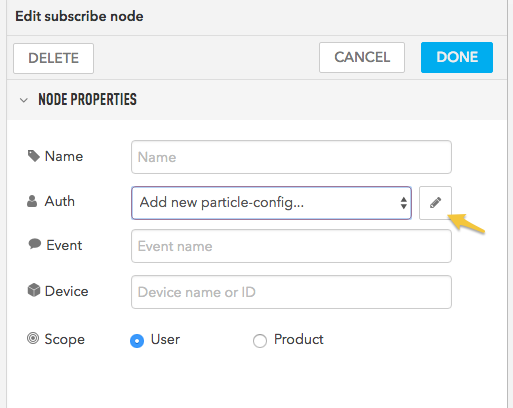 Edit subscribe node
DELETE CANCEL DONE
NODE PROPERTIES
Name Name
Auth Add new particle-config...
Event Event name
Device Device name or ID
Scope User Product